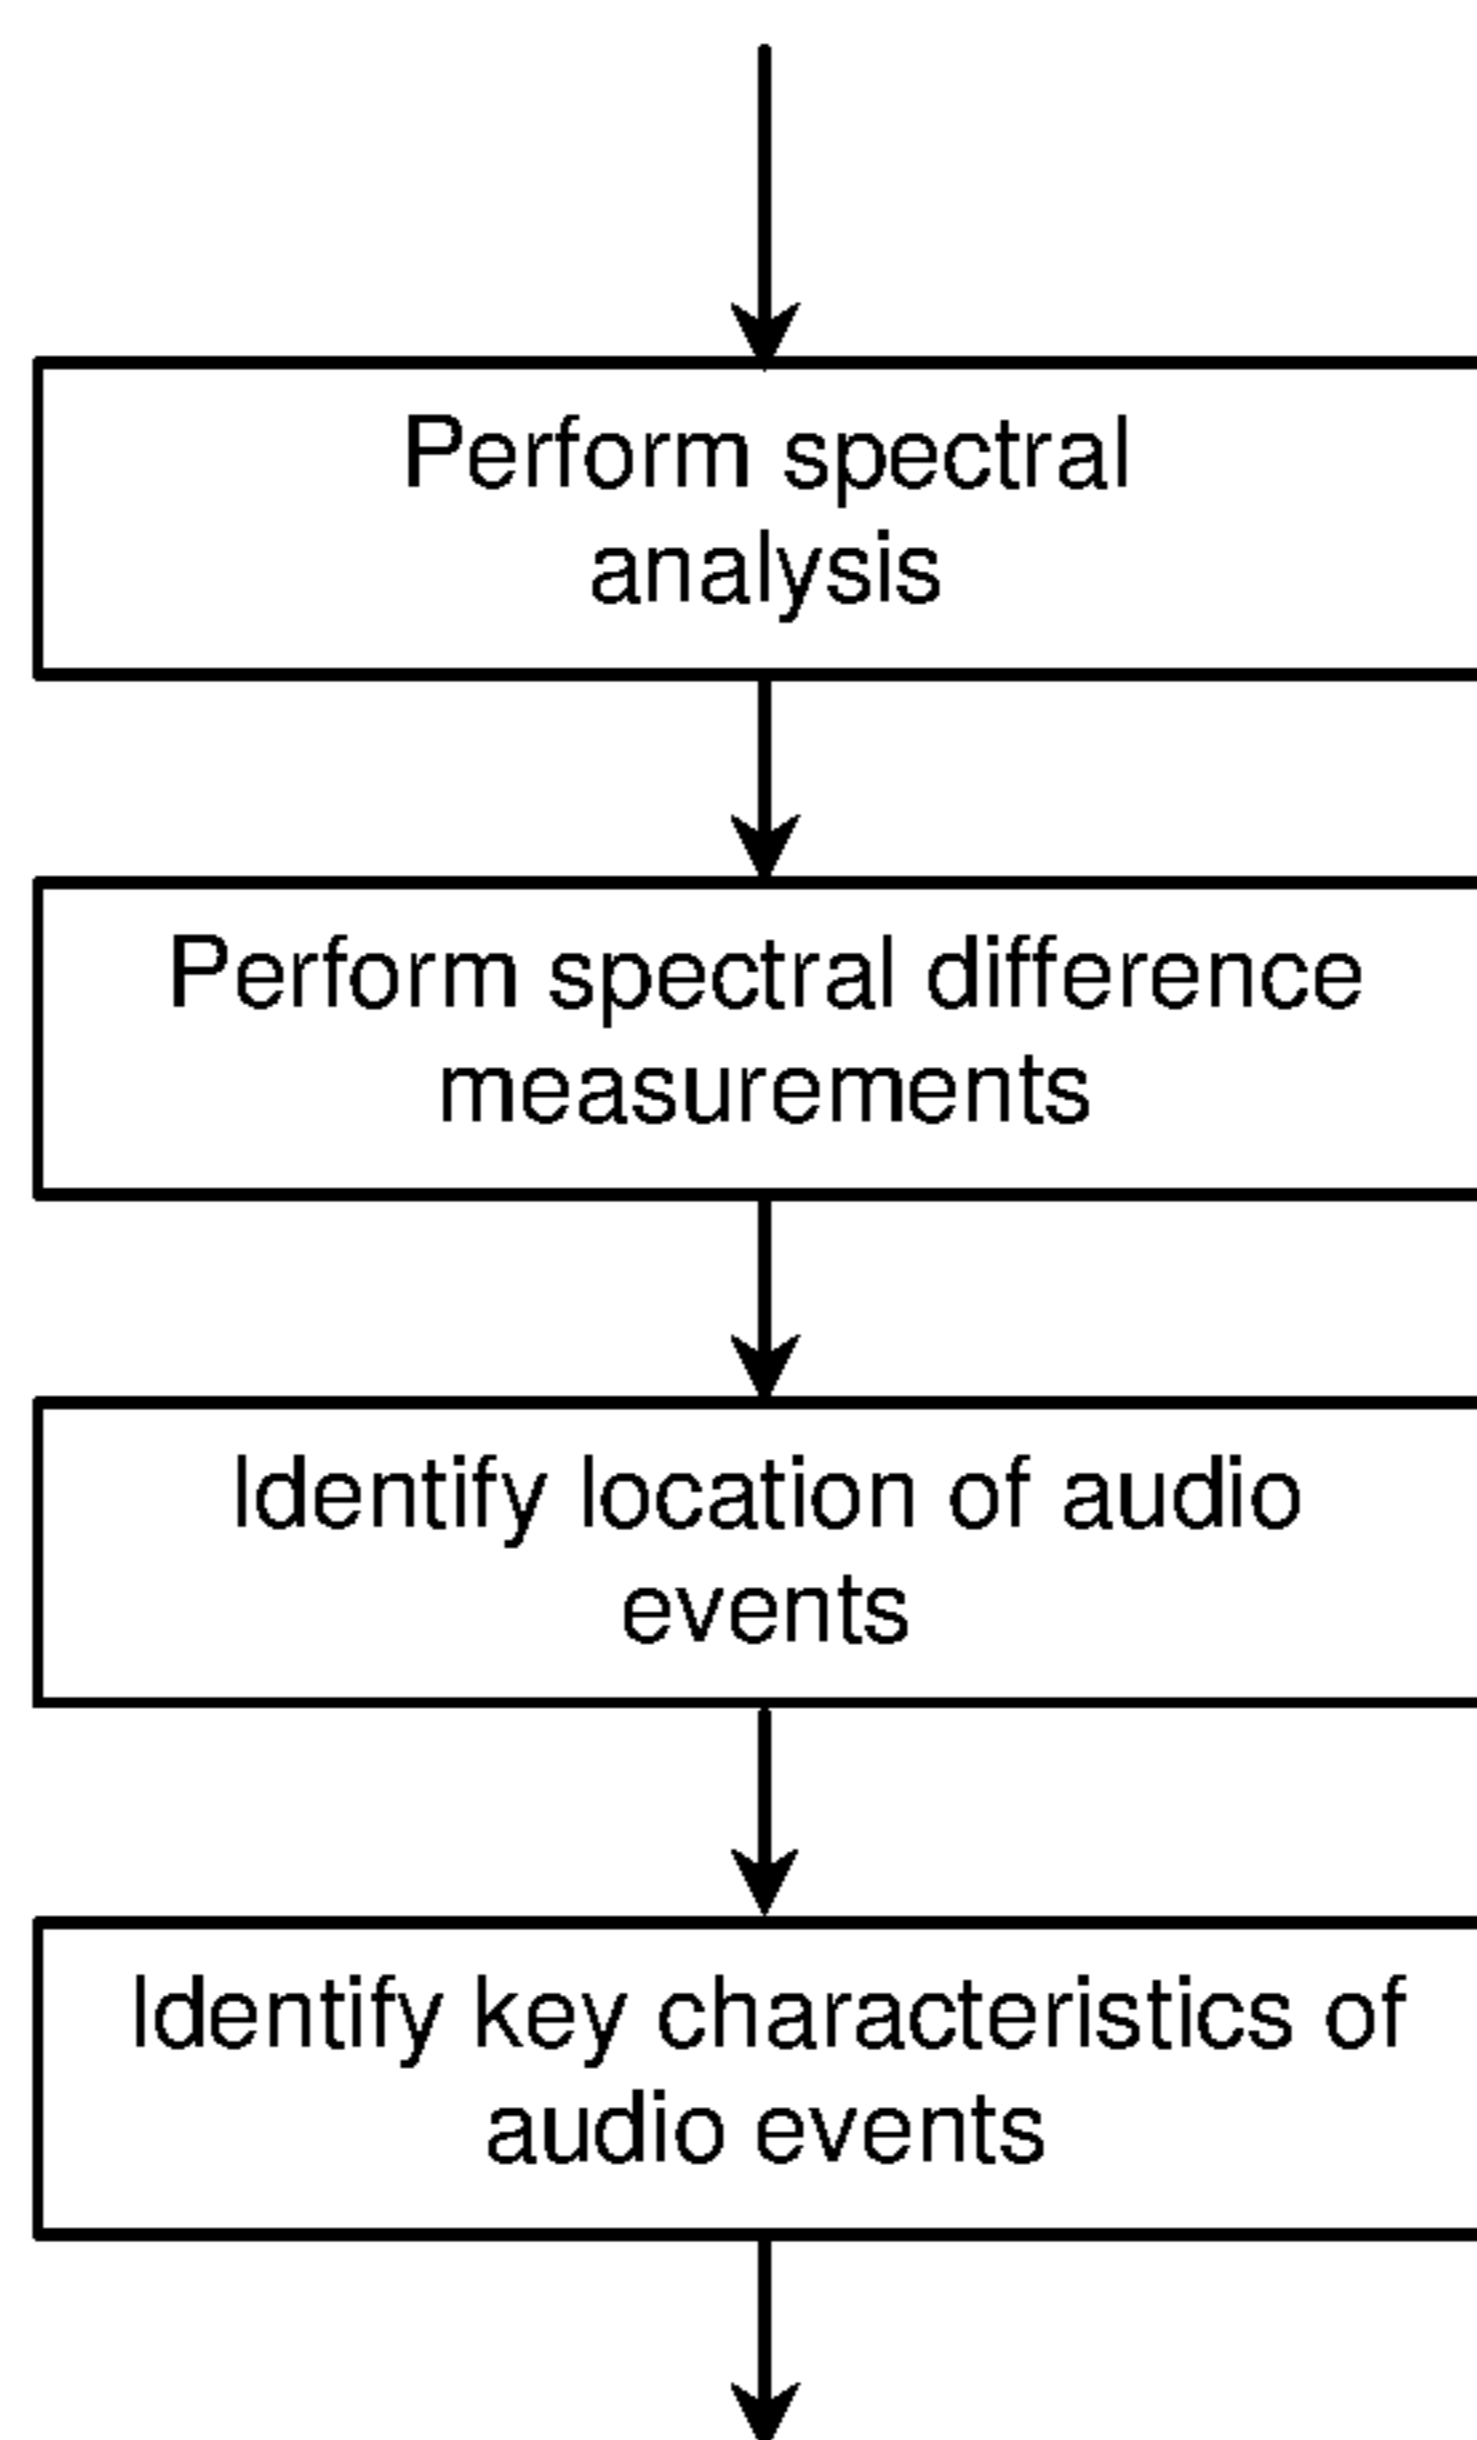 Perform spectral
analysis
Perform spectral difference
measurements
Identify location of audio
events
Identify key characteristics of
audio events